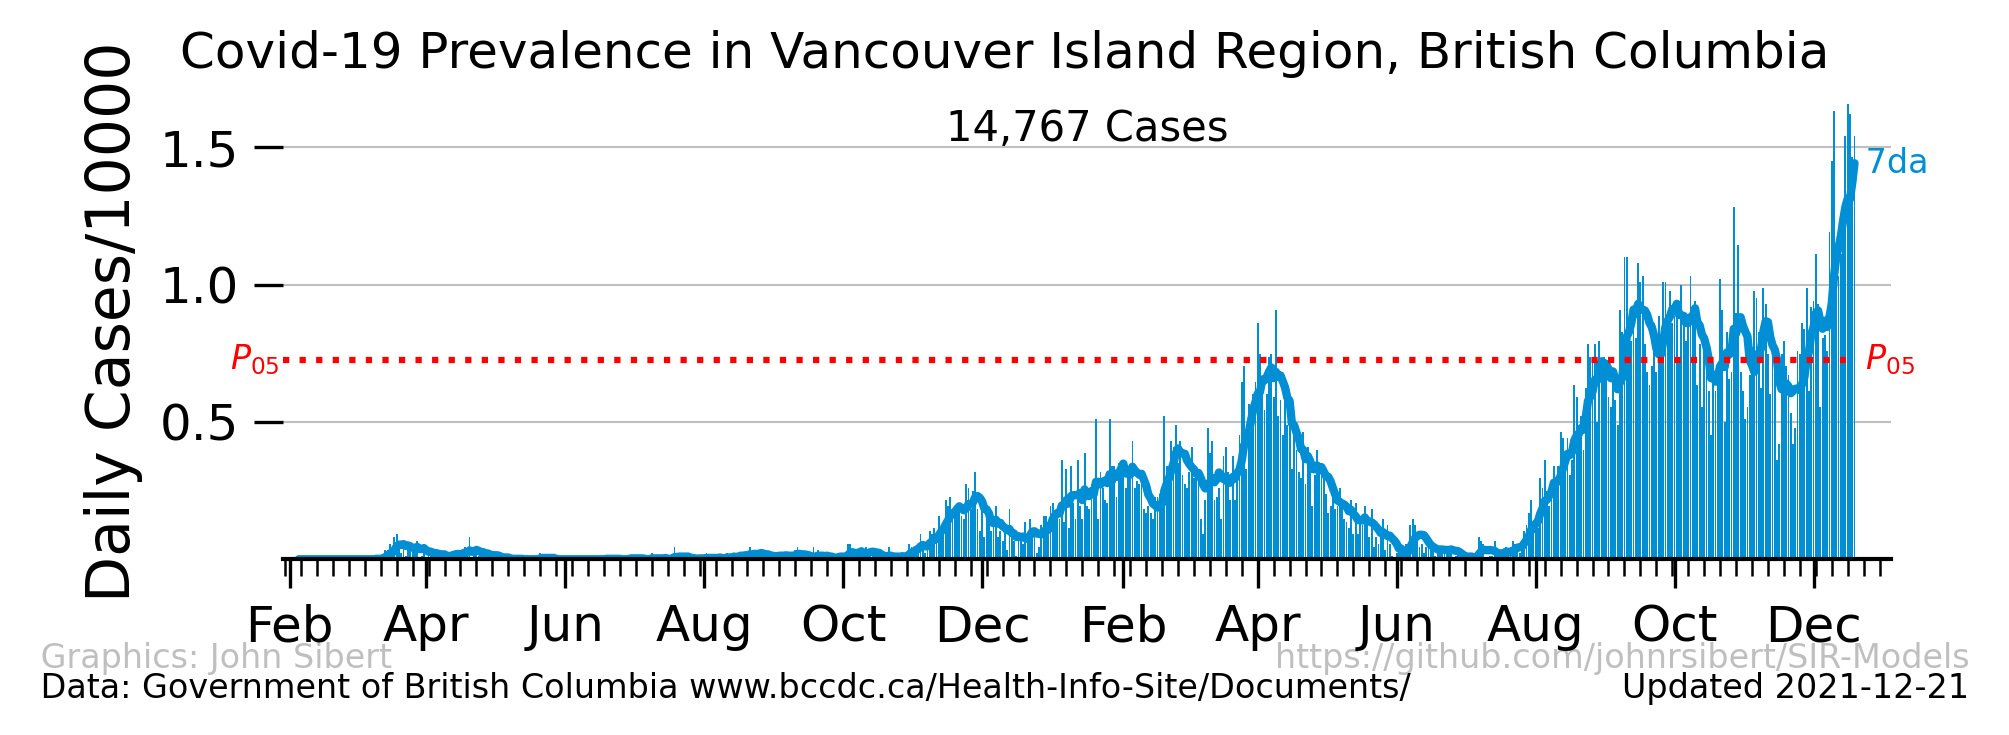 Covid-19 Prevalence in Vancouver Island Region, British Columbia
14,767 Cases
Daily Cases/10000
1.5
1.0
0.5
7da
P05
P05
Feb Apr Jun Aug Oct Dec Feb Apr Jun Aug Oct Dec
Graphics: John Sibert https://github.com/johnrsibert/SIR-Models
Data: Government of British Columbia www.bccdc.ca/Health-Info-Site/Documents/ Updated 2021-12-21